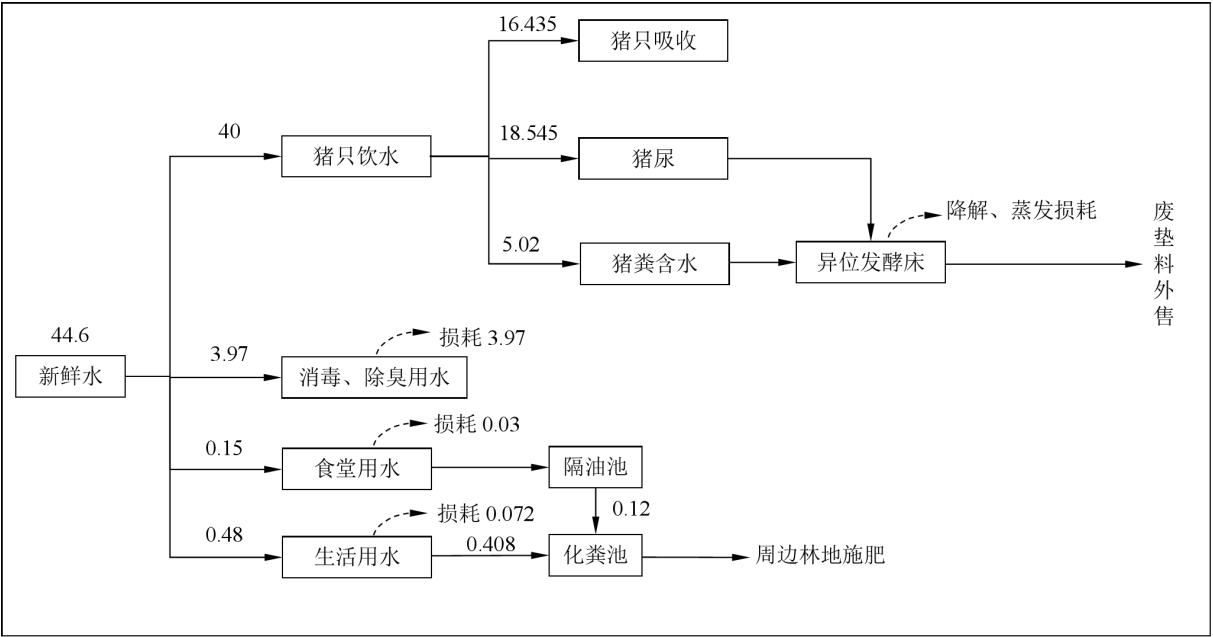 16.435
猪只吸收
40
猪只饮水
18.545
猪尿
降解、蒸发损耗
5.02
猪粪含水
异位发酵床
废垫料外售
44.6
新鲜水
3.97
损耗 3.97
消毒、除臭用水
0.15
损耗 0.03
食堂用水
隔油池
0.12
0.48
损耗 0.072
生活用水
0.408
化粪池
周边林地施肥